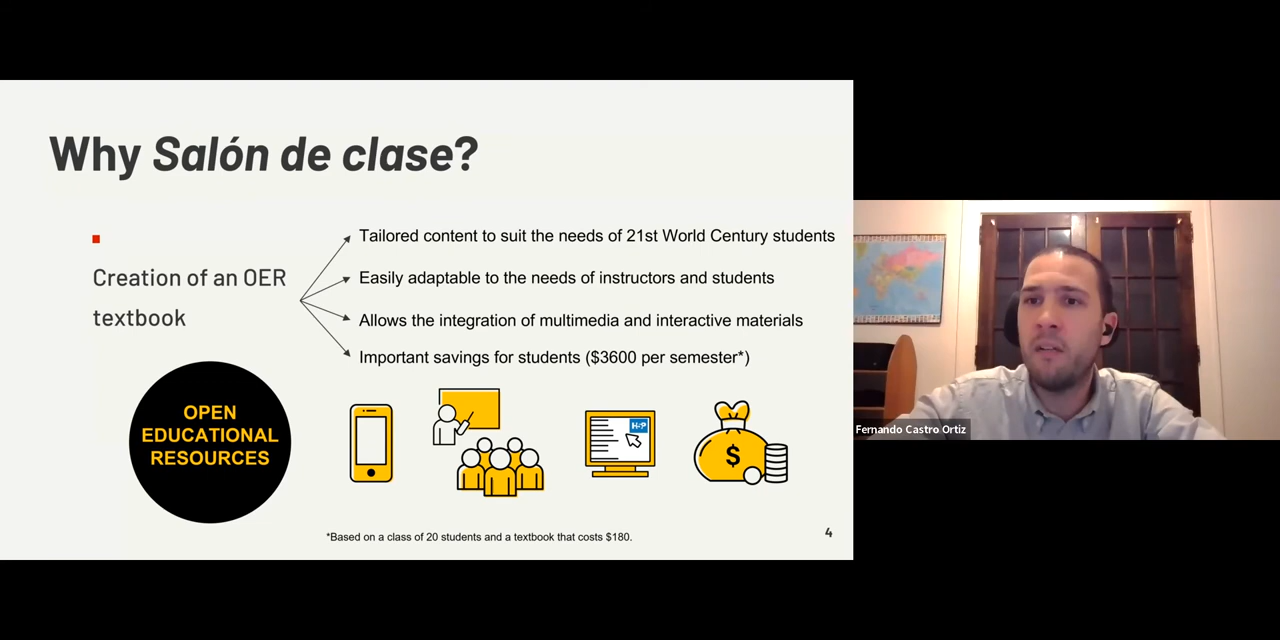 Why Salón de clase?
Creation of an OER
textbook
Tailored content to suit the needs of 21st World Century students
Easily adaptable to the needs of instructors and students
Allows the integration of multimedia and interactive materials
Important savings for students ($3600 per semester*)
OPEN
EDUCATIONAL
RESOURCES
H5P
$
*Based on a class of 20 students and a textbook that costs $180.
4
Fernando Castro Ortiz